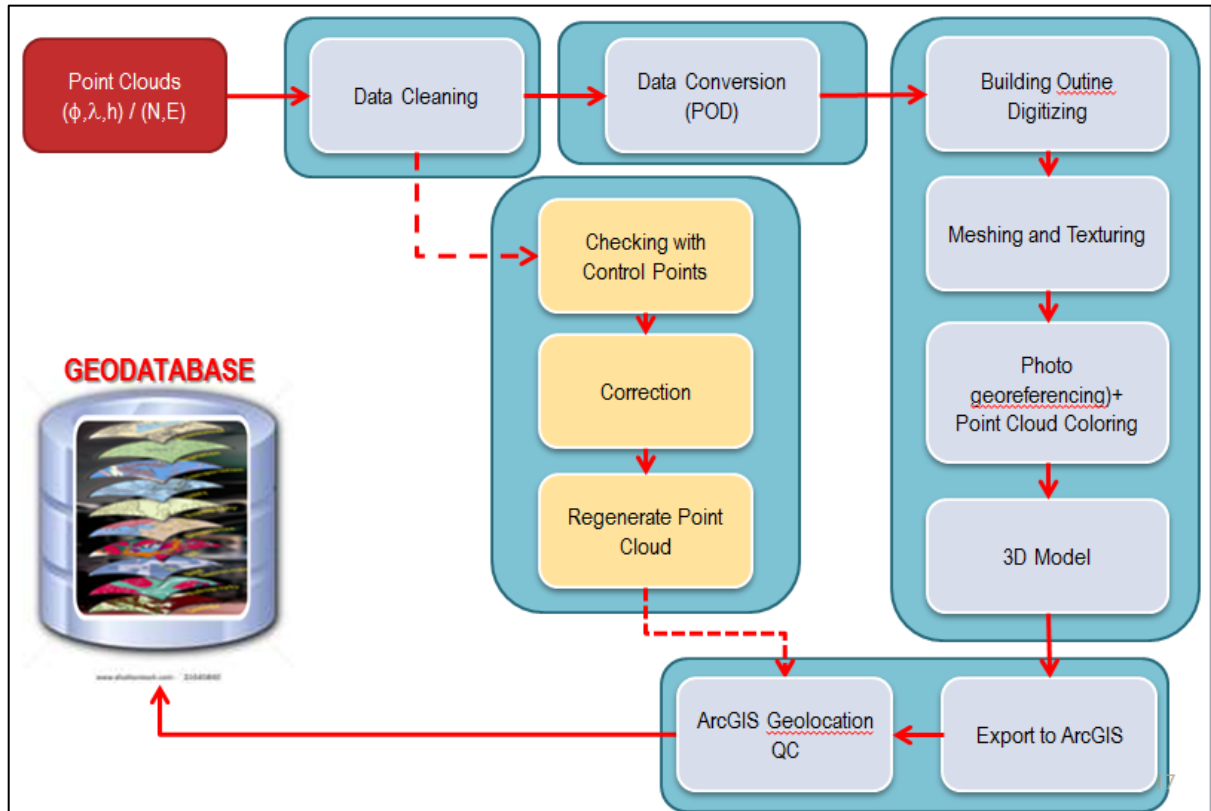 Point Clouds
(ϕ,λ,h) / (N,E)
Data Cleaning
Data Conversion
(POD)
Building Outine
Digitizing
Meshing and Texturing
Photo
georeferencing)+
Point Cloud Coloring
3D Model
Checking with
Control Points
Correction
Regenerate Point
Cloud
GEODATABASE
ArcGIS Geolocation
QC
Export to ArcGIS